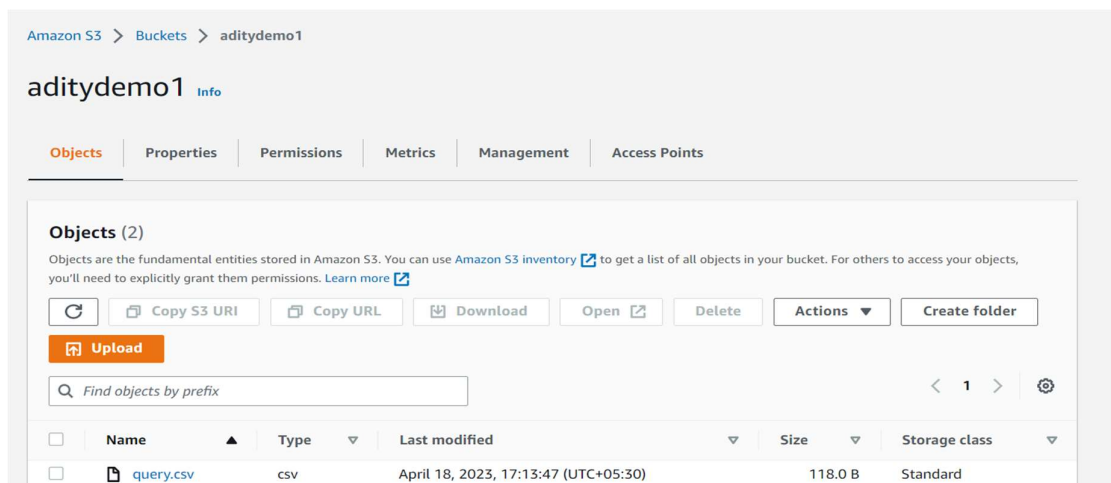 Amazon S3 > Buckets > aditydemo1
aditydemo1 Info
Objects Properties Permissions Metrics Management Access Points
Objects (2)
Objects are the fundamental entities stored in Amazon S3. You can use Amazon S3 inventory to get a list of all objects in your bucket. For others to access your objects,
you'll need to explicitly grant them permissions. Learn more
Copy S3 URI Copy URL Download Open Delete Actions Create folder
Upload
Find objects by prefix < 1 >
Name Type Last modified Size Storage class
query.csv csv April 18, 2023, 17:13:47 (UTC+05:30) 118.0 B Standard